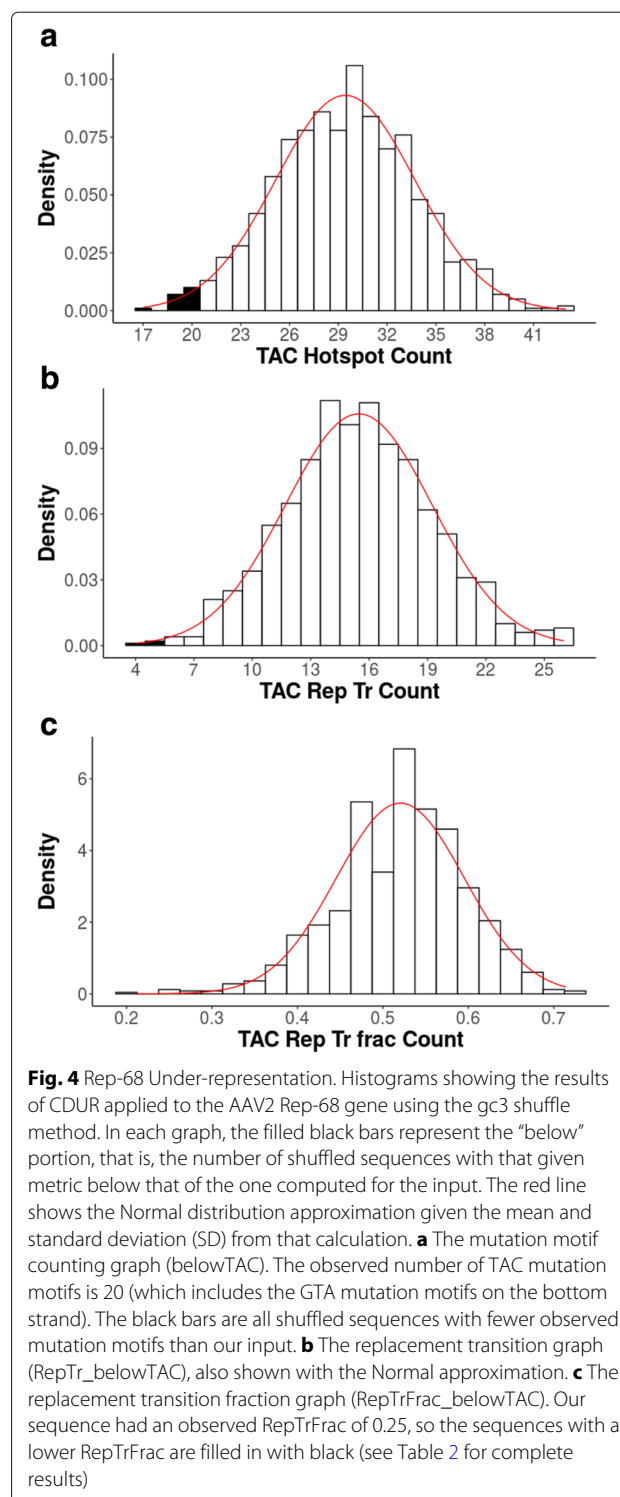 a
0.100
0.075
0.050
0.025
0.000
Density
17 20 23 26 29 32 35 38 41
TAC Hotspot Count
b
0.09
0.06
0.03
0.00
Density
4 7 10 13 16 19 22 25
TAC Rep Tr Count
c
6
4
2
0
Density
0.2 0.3 0.4 0.5 0.6 0.7
TAC Rep Tr frac Count
Fig. 4 Rep-68 Under-representation. Histograms showing the results
of CDUR applied to the AAV2 Rep-68 gene using the gc3 shuffle
method. In each graph, the filled black bars represent the “below”
portion, that is, the number of shuffled sequences with that given
metric below that of the one computed for the input. The red line
shows the Normal distribution approximation given the mean and
standard deviation (SD) from that calculation. a The mutation motif
counting graph (belowTAC). The observed number of TAC mutation
motifs is 20 (which includes the GTA mutation motifs on the bottom
strand). The black bars are all shuffled sequences with fewer observed
mutation motifs than our input. b The replacement transition graph
(RepTr_belowTAC), also shown with the Normal approximation. c The
replacement transition fraction graph (RepTrFrac_belowTAC). Our
sequence had an observed RepTrFrac of 0.25, so the sequences with a
lower RepTrFrac are filled in with black (see Table 2 for complete
results)